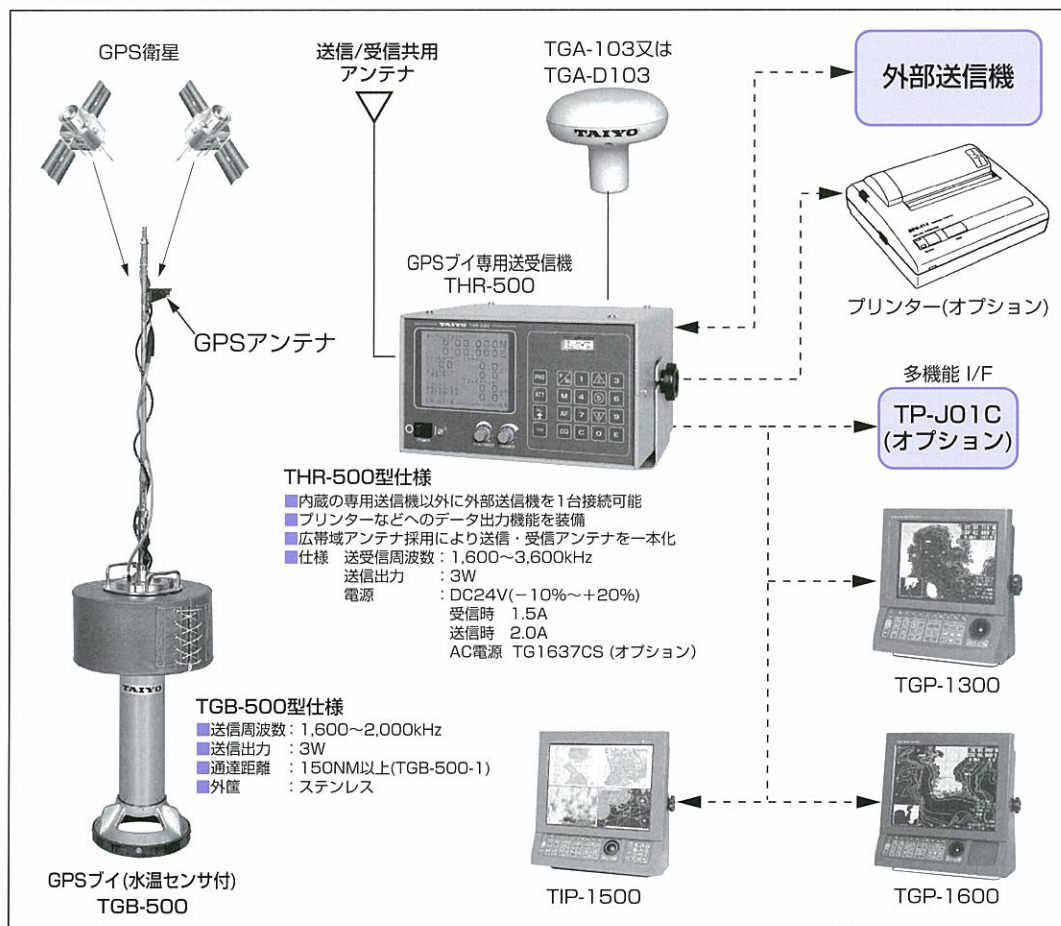 GPS衛星
送信/受信共用
アンテナ
TGA-103又は
TGA-D103
TAIYO
外部送信機
プリンター(オプション)
GPSアンテナ
GPSブイ専用送受信機
THR-500
TAIYO
多機能 I/F
TP-J01C
(オプション)
THR-500型仕様
■内蔵の専用送信機以外に外部送信機を1台接続可能
■プリンターなどへのデータ出力機能を装備
■広帯域アンテナ採用により送信・受信アンテナを一本化
■仕様 送受信周波数：1,600～3,600kHz
送信出力 ：3W
電源 ：DC24V(－10%～＋20%)
受信時 1.5A
送信時 2.0A
AC電源 TG1637CS (オプション)
TGP-1300
TAIYO
TGB-500型仕様
■送信周波数：1,600～2,000kHz
■送信出力 ：3W
■通達距離 ：150NM以上(TGB-500-1)
■外筐 ：ステンレス
GPSブイ(水温センサ付)
TGB-500
TIP-1500
TGP-1600